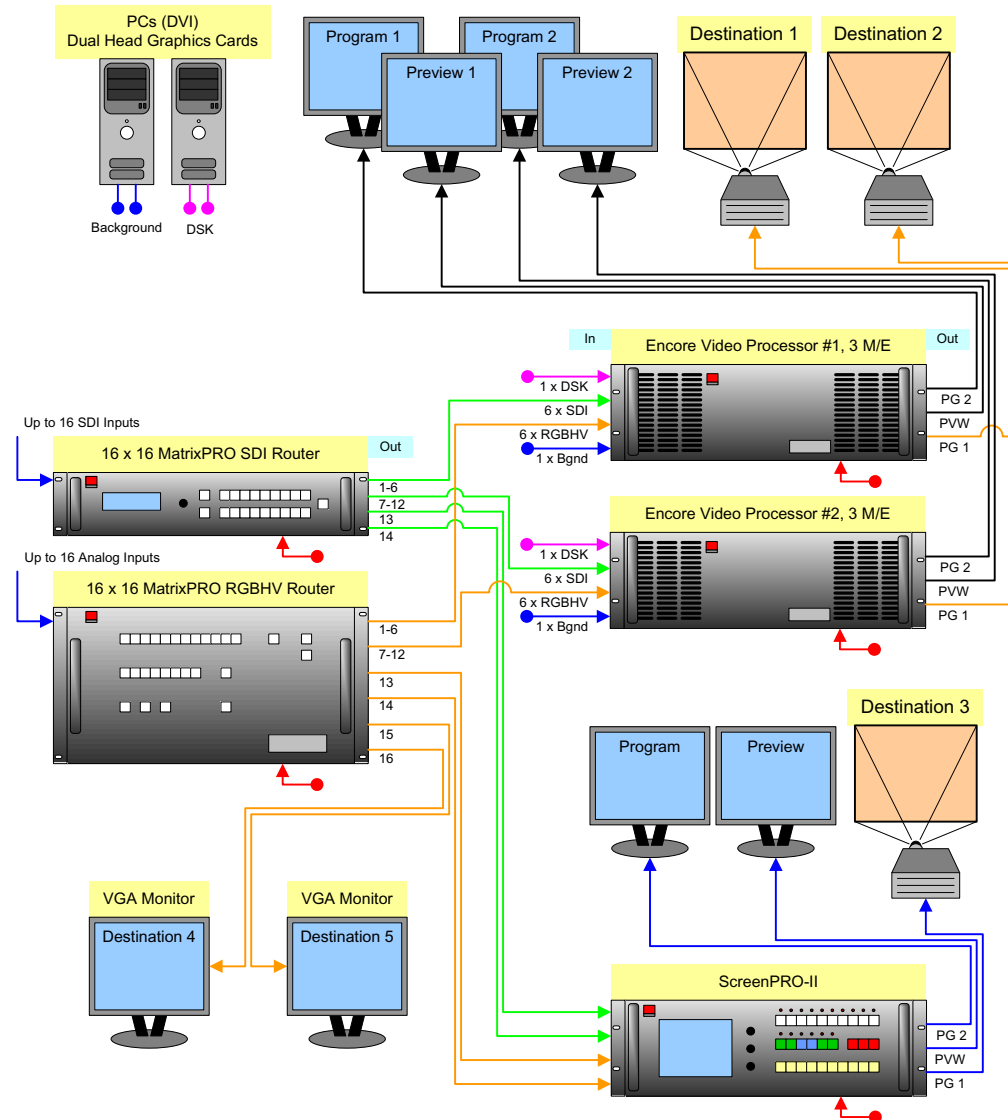 PCs (DVI)
Dual Head Graphics Cards
Background
DSK
Program 1
Program 2
Preview 1
Preview 2
Destination 1
Destination 2
In
Encore Video Processor #1, 3 M/E
Out
1 x DSK
6 x SDI
6 x RGBHV
1 x Bgnd
PG 2
PVW
PG 1
Up to 16 SDI Inputs
16 x 16 MatrixPRO SDI Router
Out
1-6
7-12
13
14
Encore Video Processor #2, 3 M/E
1 x DSK
6 x SDI
6 x RGBHV
1 x Bgnd
PG 2
PVW
PG 1
Up to 16 Analog Inputs
16 x 16 MatrixPRO RGBHV Router
1-6
7-12
13
14
15
16
Program
Preview
Destination 3
VGA Monitor
VGA Monitor
Destination 4
Destination 5
ScreenPRO-II
PG 2
PVW
PG 1